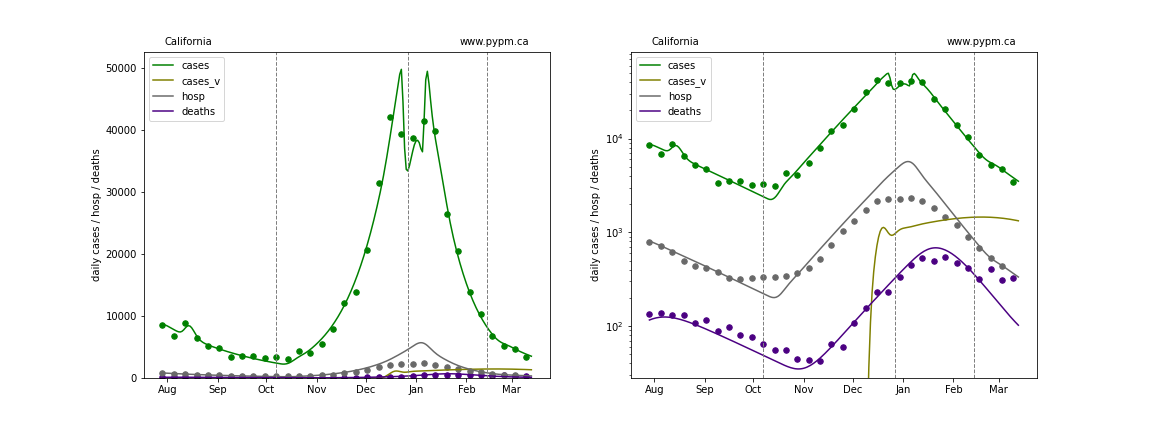 California www.pypm.ca
cases
cases_v
hosp
deaths
daily cases / hosp / deaths
50000
40000
30000
20000
10000
0
Aug Sep Oct Nov Dec Jan Feb Mar
California www.pypm.ca
cases
cases_v
hosp
deaths
daily cases / hosp / deaths
10⁴
10³
10²
Aug Sep Oct Nov Dec Jan Feb Mar